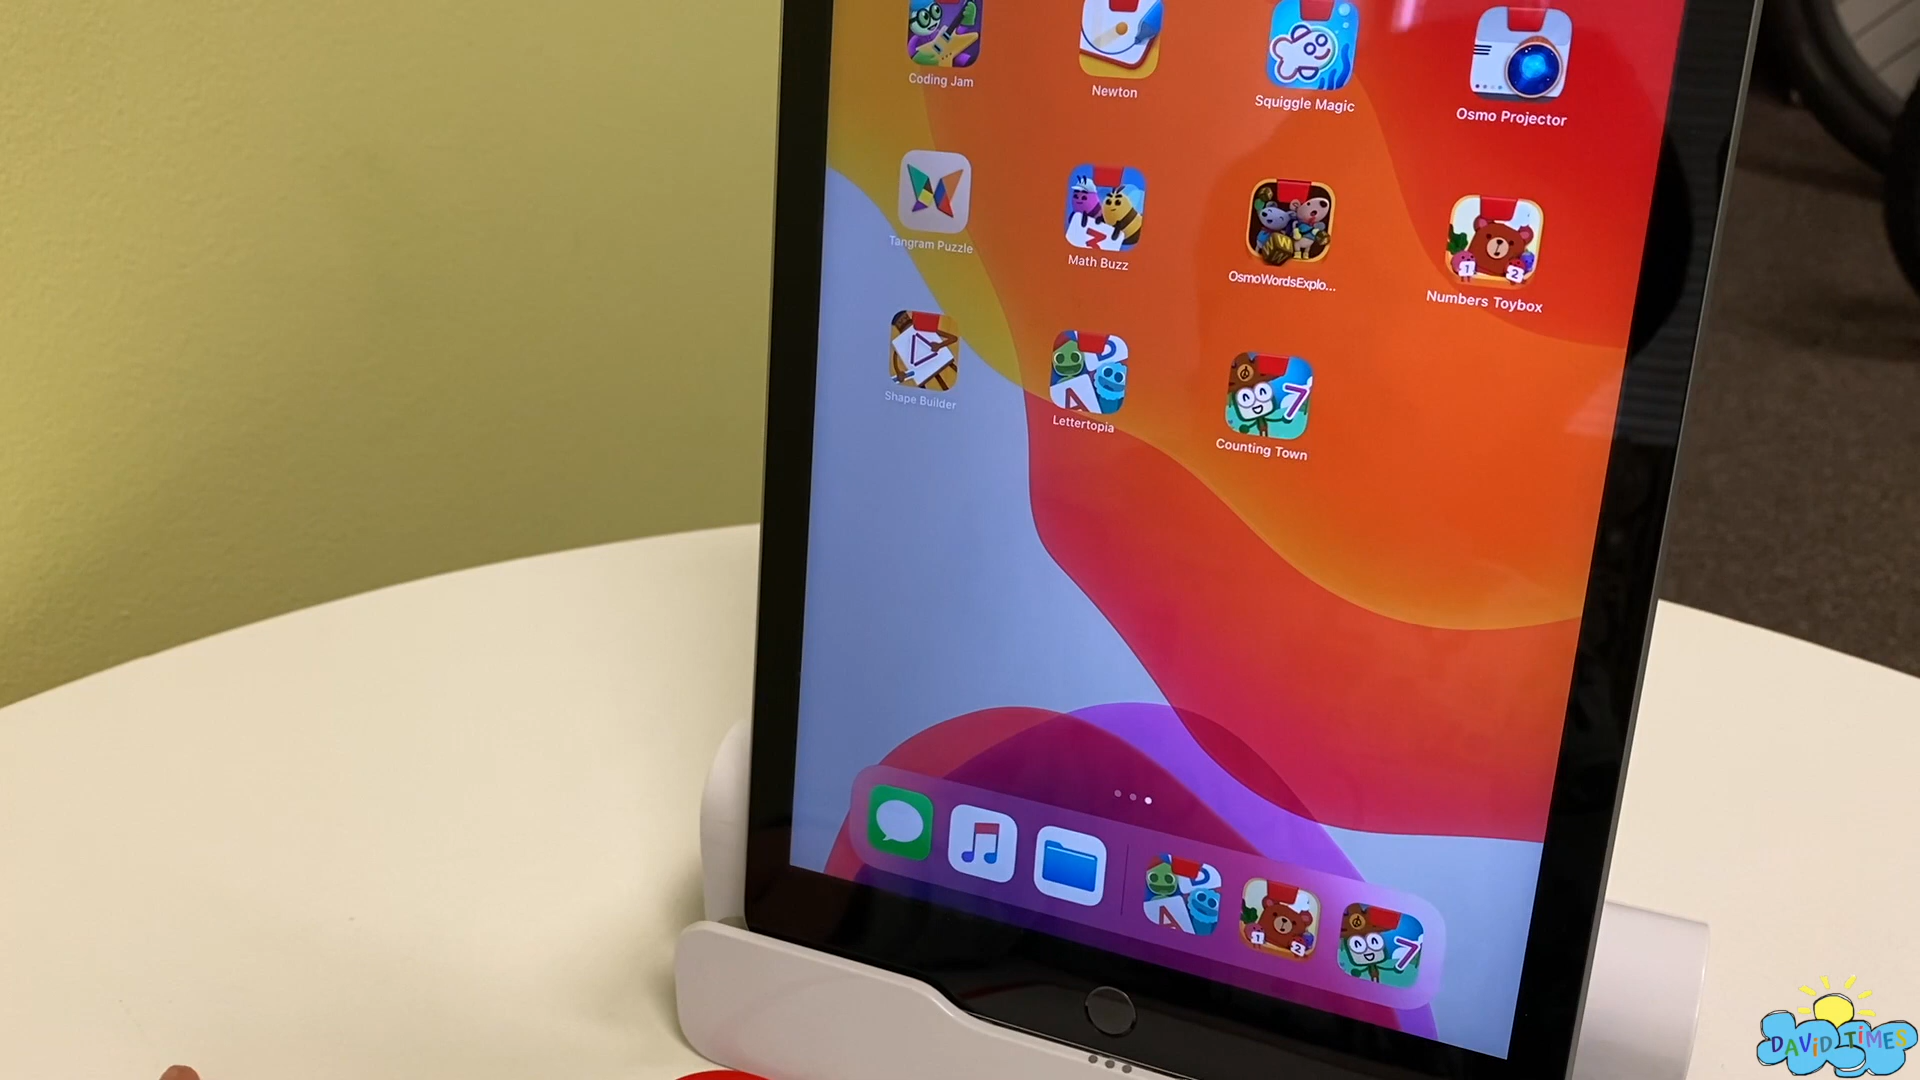 Coding Jam
Newton
Squiggle Magic
Osmo Projector
Tangram Puzzle
Math Buzz
OsmoWordsExplo...
Numbers Toybox
Shape Builder
Lettertopia
Counting Town
DAViD TiMES